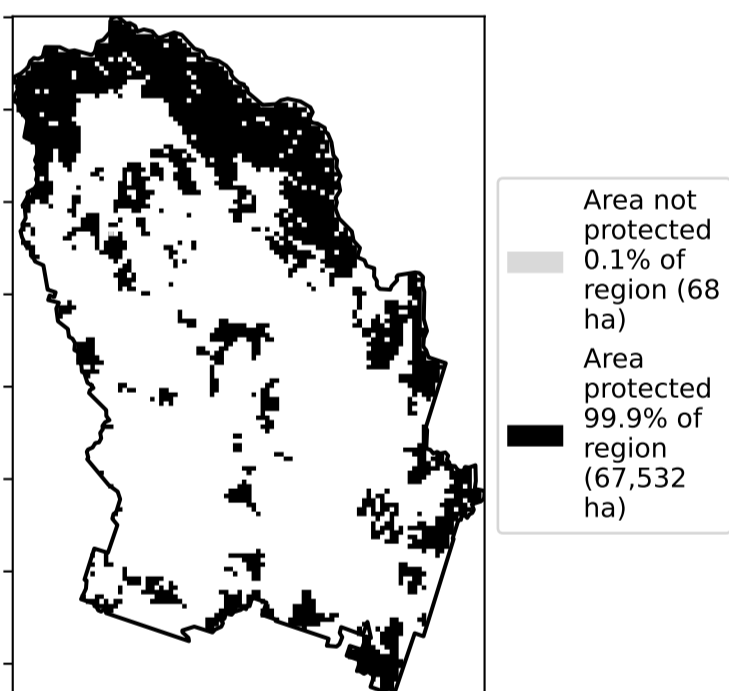 Area not
protected
0.1% of
region (68
ha)
Area
protected
99.9% of
region
(67,532
ha)